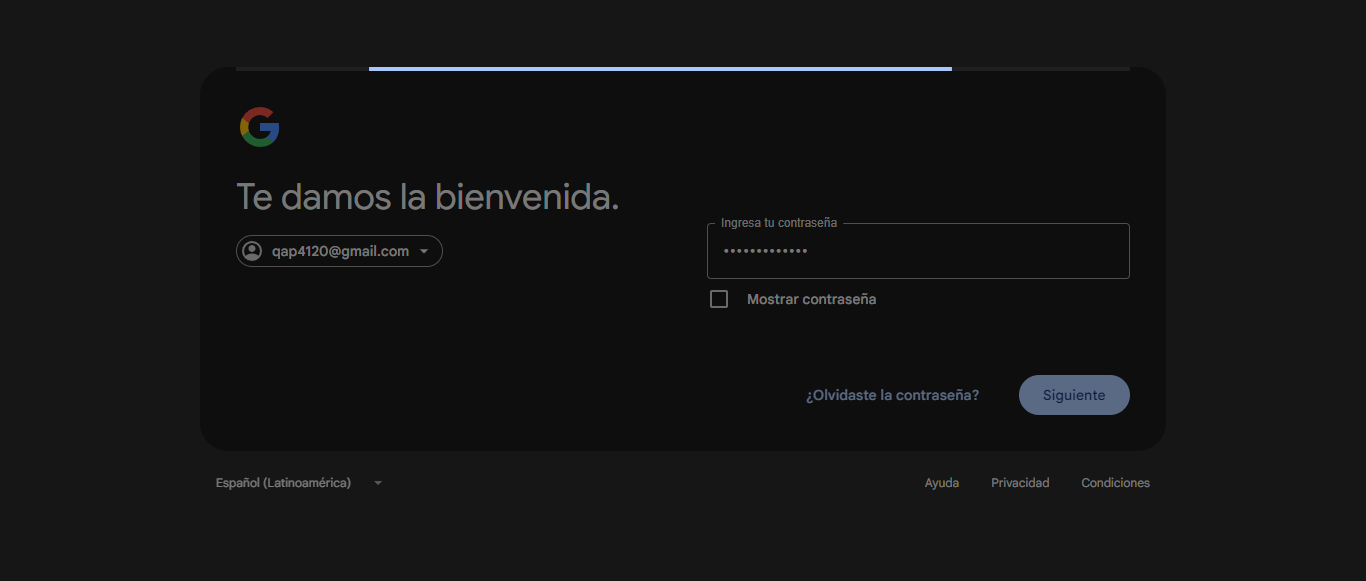 Te damos la bienvenida.
qap4120@gmail.com
Ingresa tu contraseña
•••••••••••••
Mostrar contraseña
¿Olvidaste la contraseña?
Siguiente
Español (Latinoamérica)
Ayuda
Privacidad
Condiciones